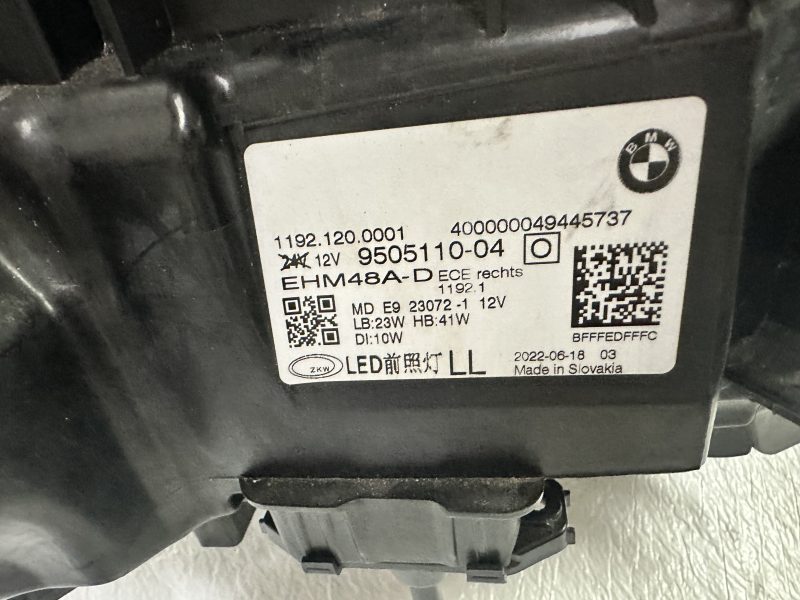 BMW
1192.120.0001 400000049445737
24V 12V 9505110-04 O
EHM48A-D ECE rechts
1192.1
MD E9 23072-1 12V
LB:23W HB:41W
DI:10W
BFFFEDFFFC
ZKW LED前照灯 LL
2022-06-18 03
Made in Slovakia